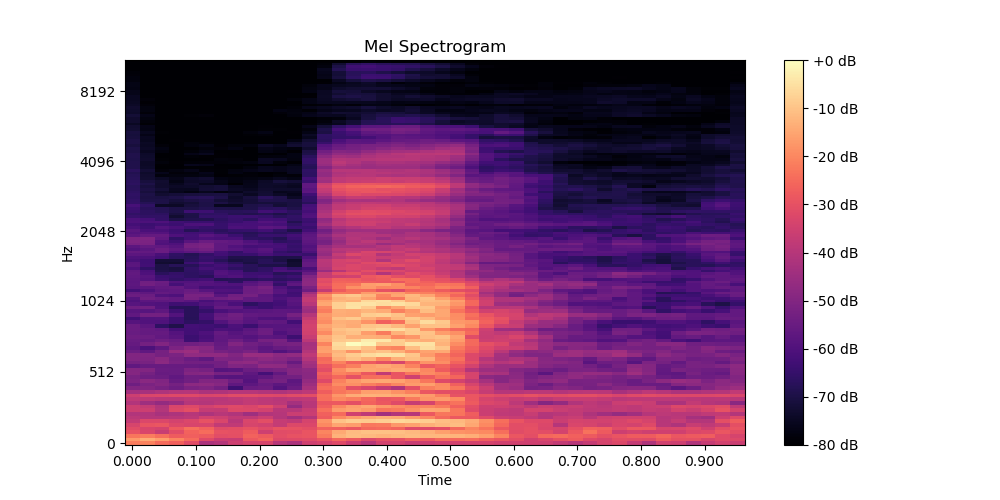 Mel Spectrogram
Hz
8192
4096
2048
1024
512
0
0.000 0.100 0.200 0.300 0.400 0.500 0.600 0.700 0.800 0.900
Time
+0 dB
-10 dB
-20 dB
-30 dB
-40 dB
-50 dB
-60 dB
-70 dB
-80 dB